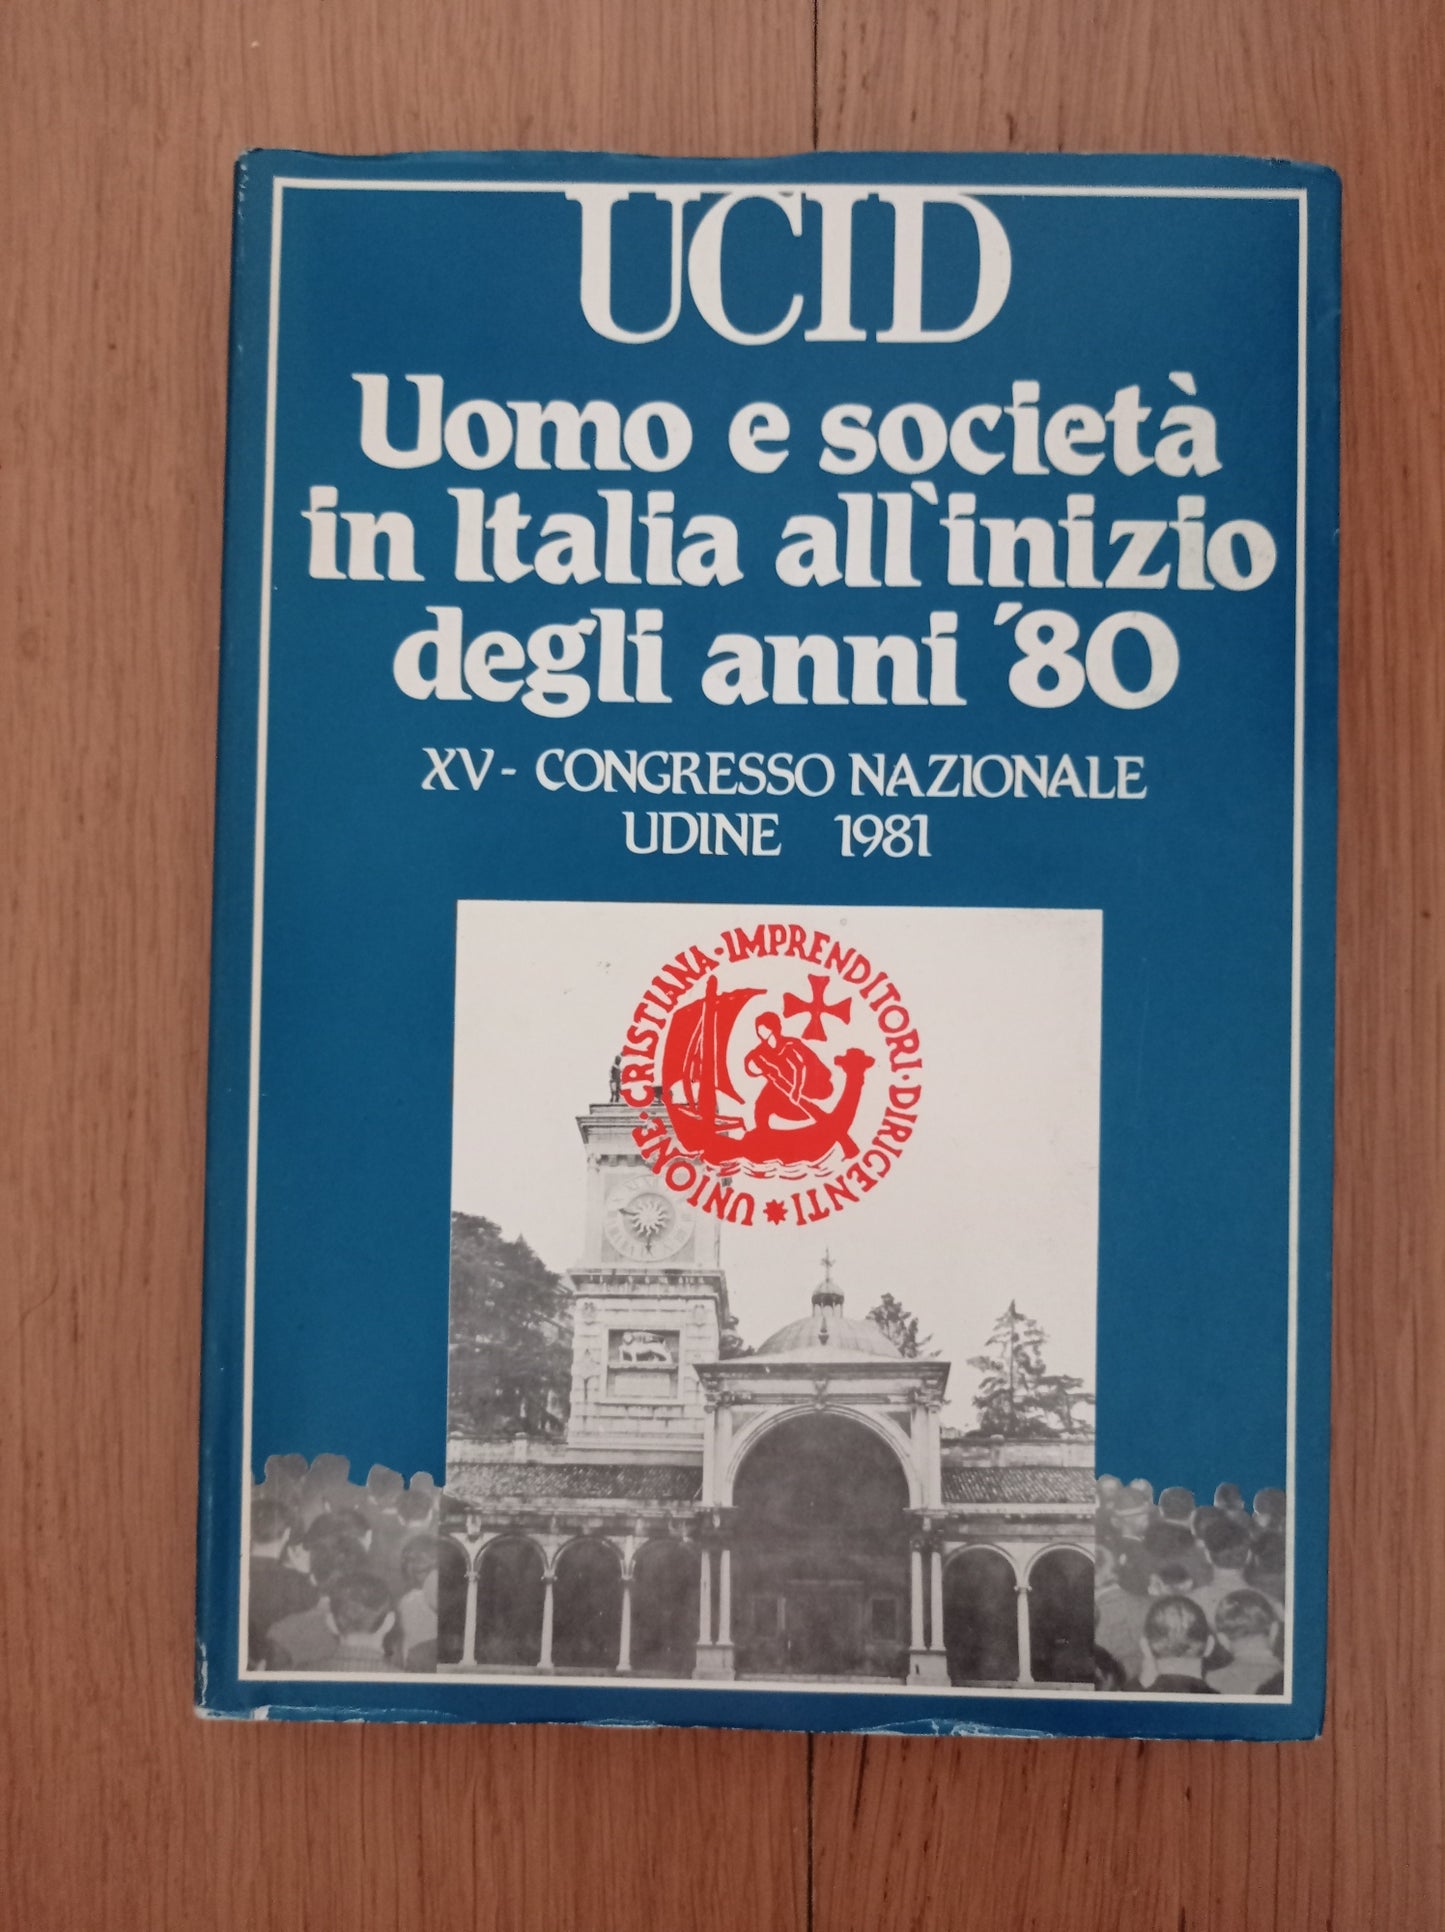 UCID
Uomo e società
in Italia all'inizio
degli anni '80
XV - CONGRESSO NAZIONALE
UDINE 1981
UNIONE · CRISTIANA · IMPRENDITORI · DIRIGENTI